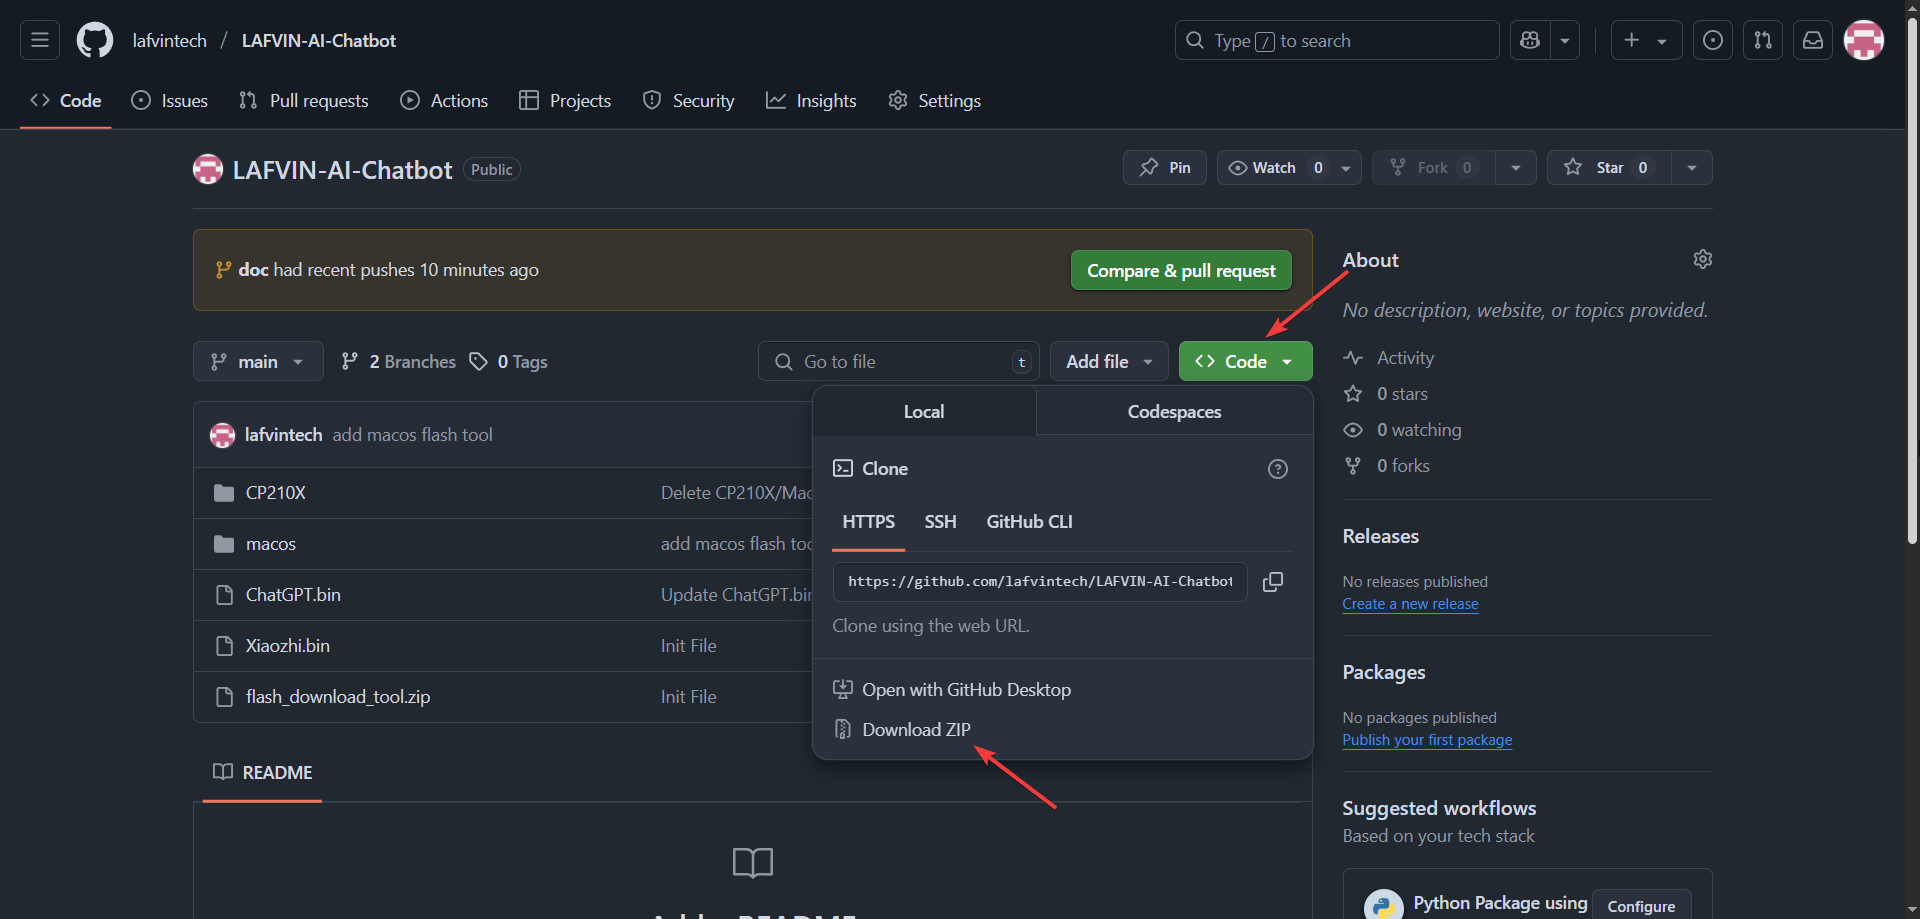 lafvintech / LAFVIN-AI-Chatbot
Type / to search
Code Issues Pull requests Actions Projects Security Insights Settings
LAFVIN-AI-Chatbot Public
Pin Watch 0 Fork 0 Star 0
doc had recent pushes 10 minutes ago
Compare & pull request
main 2 Branches 0 Tags
Go to file t
Add file
Code
lafvintech add macos flash tool
CP210X Delete CP210X/Mac
macos add macos flash too
ChatGPT.bin Update ChatGPT.bin
Xiaozhi.bin Init File
flash_download_tool.zip Init File
Local Codespaces
Clone
HTTPS SSH GitHub CLI
https://github.com/lafvintech/LAFVIN-AI-Chatbot
Clone using the web URL.
Open with GitHub Desktop
Download ZIP
README
About
No description, website, or topics provided.
Activity
0 stars
0 watching
0 forks
Releases
No releases published
Create a new release
Packages
No packages published
Publish your first package
Suggested workflows
Based on your tech stack
Python Package using
Configure